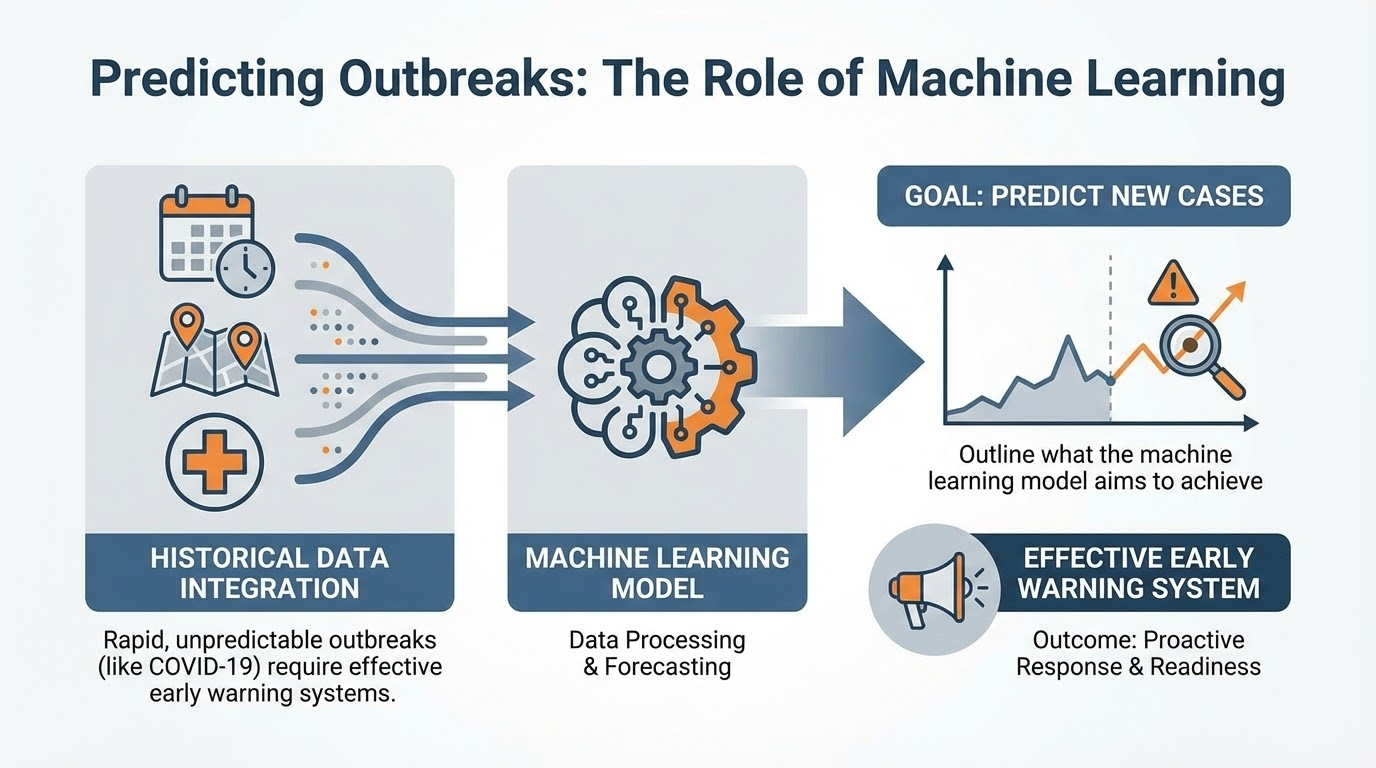 Predicting Outbreaks: The Role of Machine Learning
HISTORICAL DATA
INTEGRATION
Rapid, unpredictable outbreaks
(like COVID-19) require effective
early warning systems.
MACHINE LEARNING
MODEL
Data Processing
& Forecasting
GOAL: PREDICT NEW CASES
Outline what the machine
learning model aims to achieve
EFFECTIVE EARLY
WARNING SYSTEM
Outcome: Proactive
Response & Readiness